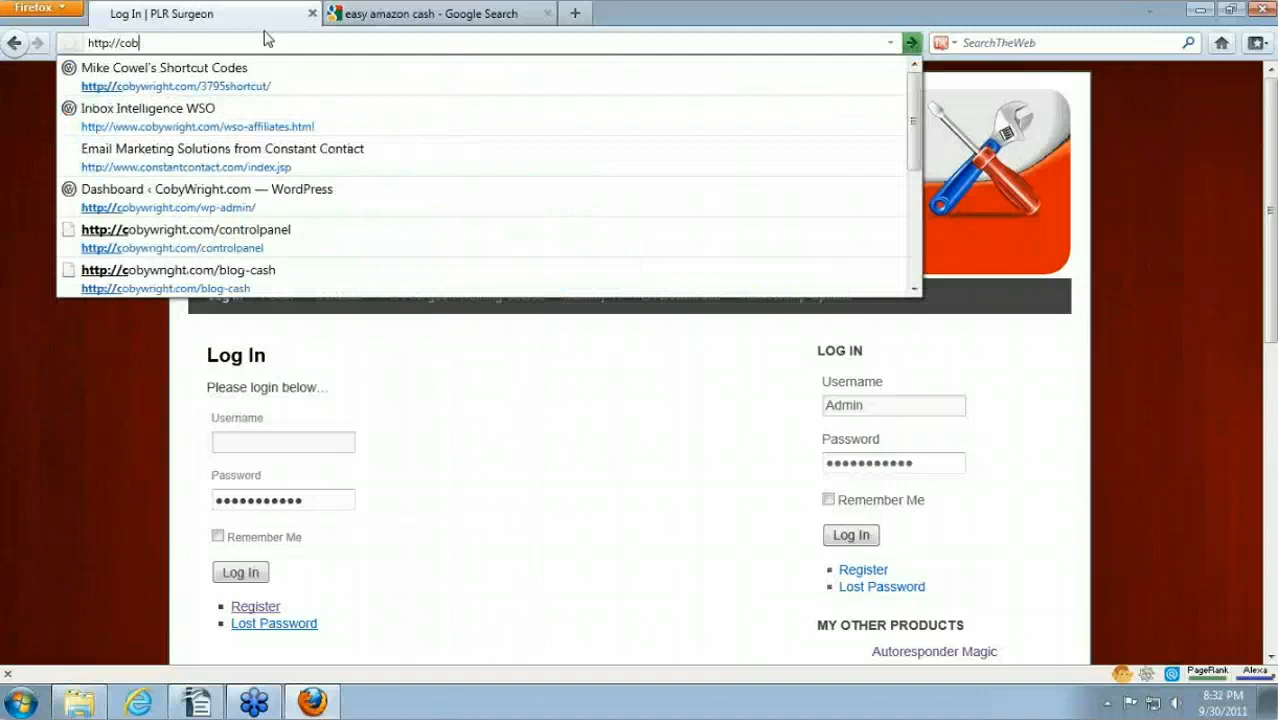 Firefox
Log In | PLR Surgeon
easy amazon cash - Google Search
http://cob
SearchTheWeb
Mike Cowel's Shortcut Codes
http://cobywright.com/3795shortcut/
Inbox Intelligence WSO
http://www.cobywright.com/wso-affiliates.html
Email Marketing Solutions from Constant Contact
http://www.constantcontact.com/index.jsp
Dashboard ‹ CobyWright.com — WordPress
http://cobywright.com/wp-admin/
http://cobywright.com/controlpanel
http://cobywright.com/controlpanel
http://cobywright.com/blog-cash
http://cobywright.com/blog-cash
Log In
Please login below...
Username
Password
Remember Me
Log In
Register
Lost Password
LOG IN
Username
Admin
Password
Remember Me
Log In
Register
Lost Password
MY OTHER PRODUCTS
Autoresponder Magic
PageRank
Alexa
8:32 PM
9/30/2011